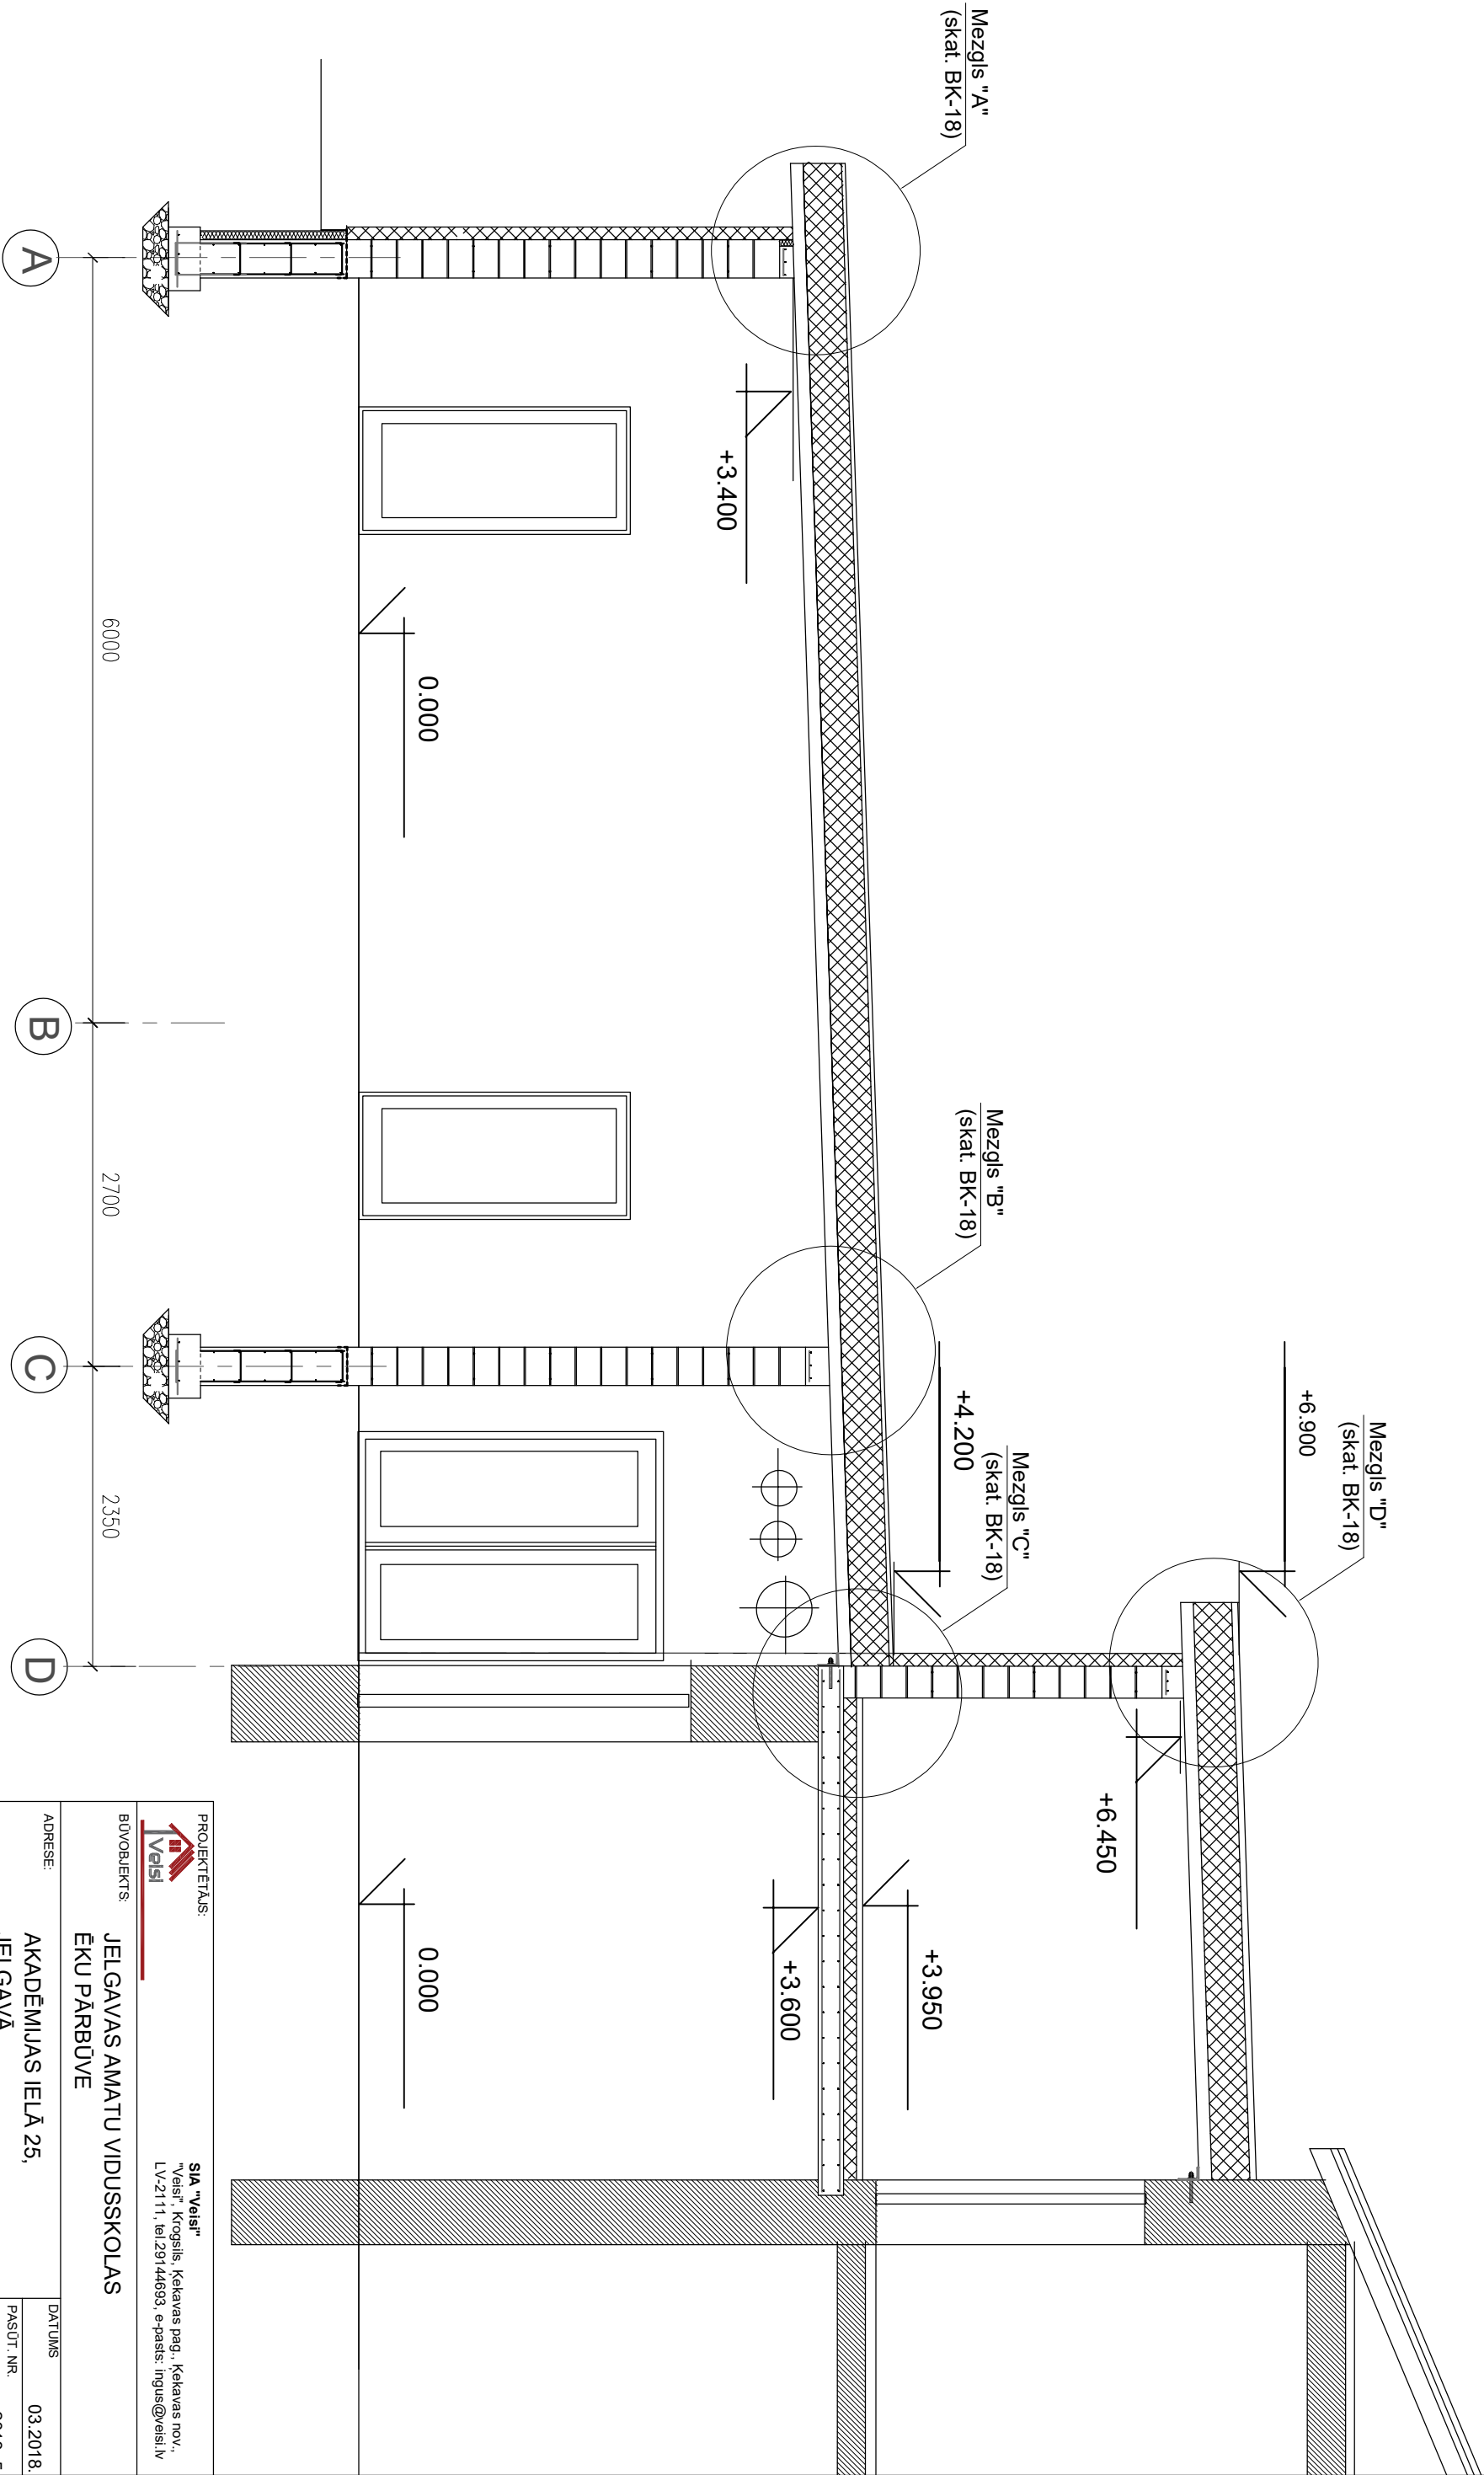 Mezgls "D"
(skat. BK-18)
+6.900
Mezgls "A"
(skat. BK-18)
Mezgls "B"
(skat. BK-18)
Mezgls "C"
(skat. BK-18)
+4.200
+6.450
+3.950
+3.400
+3.600
0.000
0.000
6000
2700
2350
A
B
C
D
PROJEKTĒTĀJS:
Veisi
SIA "Veisi"
"Veisi", Krogsils, Ķekavas pag., Ķekavas nov.,
LV-2111, tel.29144693, e-pasts: ingus@veisi.lv
BŪVOBJEKTS:
JELGAVAS AMATU VIDUSSKOLAS
ĒKU PĀRBŪVE
ADRESE:
AKADĒMIJAS IELĀ 25,
JELGAVĀ
DATUMS
03.2018.
PASŪT. NR.